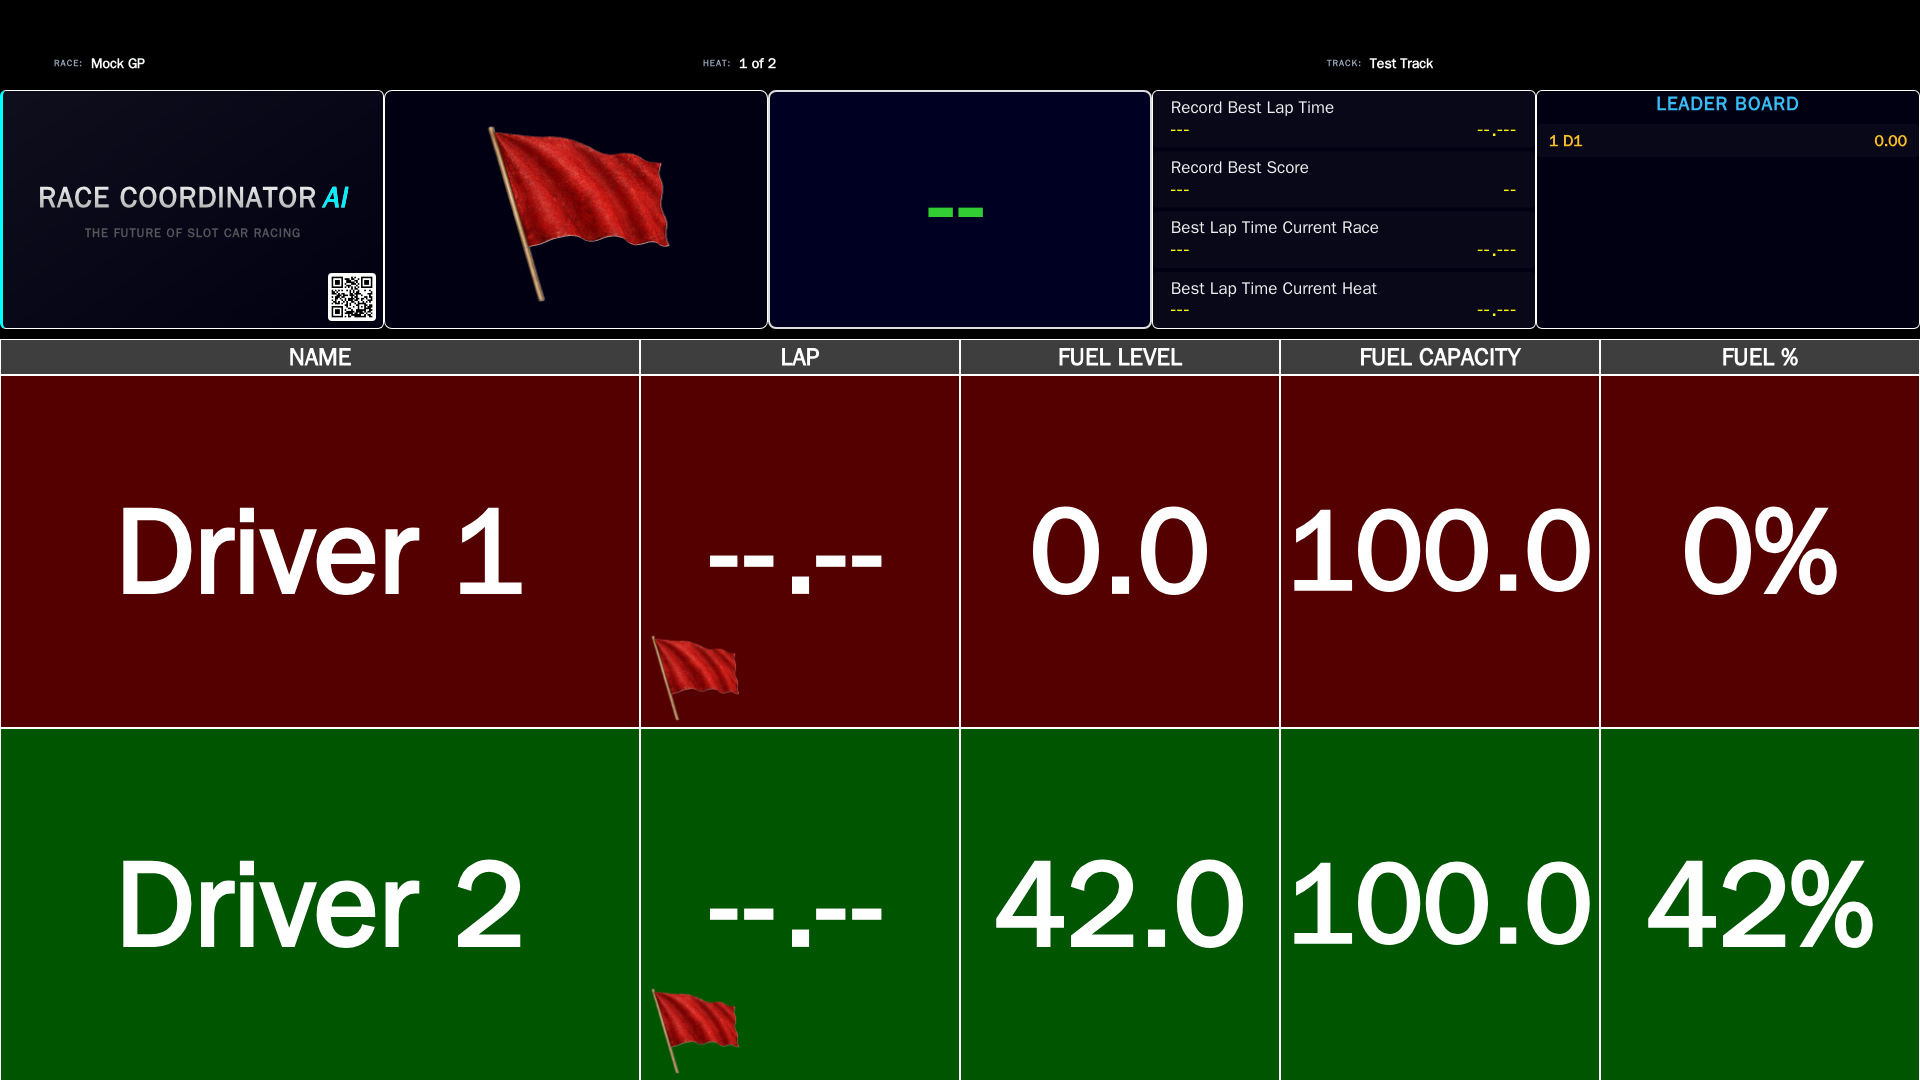 RACE: Mock GP
HEAT: 1 of 2
TRACK: Test Track
RACE COORDINATOR AI
THE FUTURE OF SLOT CAR RACING
--
Record Best Lap Time
--- --.---
Record Best Score
--- --
Best Lap Time Current Race
--- --.---
Best Lap Time Current Heat
--- --.---
LEADER BOARD
1 D1 0.00
NAME LAP FUEL LEVEL FUEL CAPACITY FUEL %
Driver 1 --.-- 0.0 100.0 0%
Driver 2 --.-- 42.0 100.0 42%